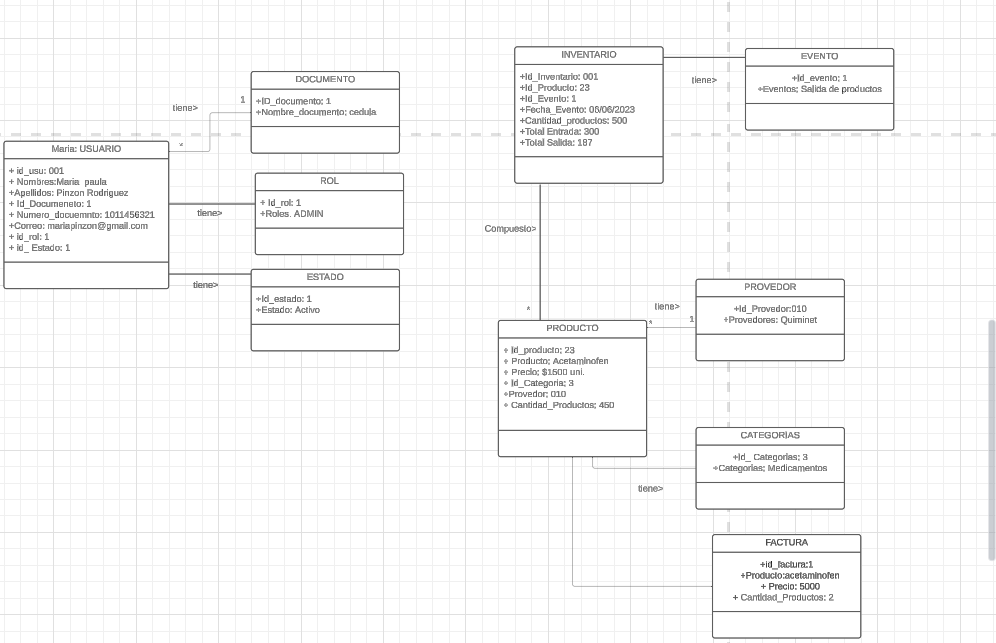 INVENTARIO
+Id_Inventario: 001
+Id_Producto: 23
+Id_Evento: 1
+Fecha_Evento: 06/06/2023
+Cantidad_productos: 500
+Total Entrada: 300
+Total Salida: 187
tiene>
EVENTO
+Id_evento; 1
+Eventos; Salida de productos
DOCUMENTO
+ID_documento; 1
+Nombre_documento; cedula
tiene>
1
*
Maria: USUARIO
+ id_usu: 001
+ Nombres:Maria paula
+Apellidos: Pinzon Rodriguez
+ Id_Documeneto: 1
+ Numero_docuemnto: 1011456321
+Correo: mariapinzon@gmail.com
+ id_rol: 1
+ id_ Estado: 1
tiene>
ROL
+ Id_rol: 1
+Roles. ADMIN
tiene>
ESTADO
+Id_estado: 1
+Estado: Activo
Compuesto>
*
PRODUCTO
+ Id_producto; 23
+ Producto; Acetaminofen
+ Precio; $1500 uni.
+ Id_Categoria; 3
+Provedor; 010
+ Cantidad_Productos; 450
tiene>
*
1
PROVEDOR
+Id_Provedor:010
+Provedores: Quiminet
CATEGORIAS
+Id_ Categorias; 3
+Categorias; Medicamentos
tiene>
FACTURA
+id_factura:1
+Producto:acetaminofen
+ Precio: 5000
+ Cantidad_Productos: 2